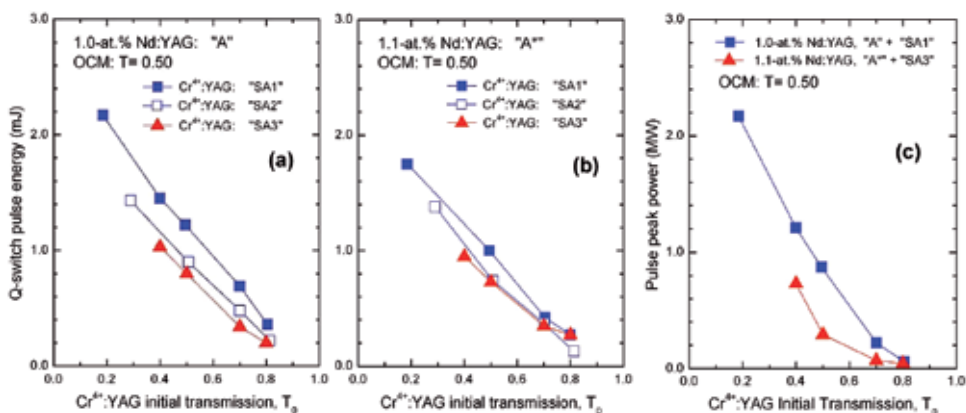 3.0
2.0
1.0
0.0
Q-switch pulse energy (mJ)
1.0-at.% Nd:YAG: "A"
OCM: T= 0.50
Cr⁴⁺:YAG: "SA1"
Cr⁴⁺:YAG: "SA2"
Cr⁴⁺:YAG: "SA3"
(a)
0.0 0.2 0.4 0.6 0.8 1.0
Cr⁴⁺:YAG initial transmission, T₀
3.0
2.0
1.0
0.0
1.1-at.% Nd:YAG: "A*"
OCM: T= 0.50
Cr⁴⁺:YAG: "SA1"
Cr⁴⁺:YAG: "SA2"
Cr⁴⁺:YAG: "SA3"
(b)
0.0 0.2 0.4 0.6 0.8 1.0
Cr⁴⁺:YAG initial transmission, T₀
3.0
2.0
1.0
0.0
Pulse peak power (MW)
1.0-at.% Nd:YAG, "A" + "SA1"
1.1-at.% Nd:YAG, "A*" + "SA3"
OCM: T= 0.50
(c)
0.0 0.2 0.4 0.6 0.8 1.0
Cr⁴⁺:YAG Initial Transmission, T₀